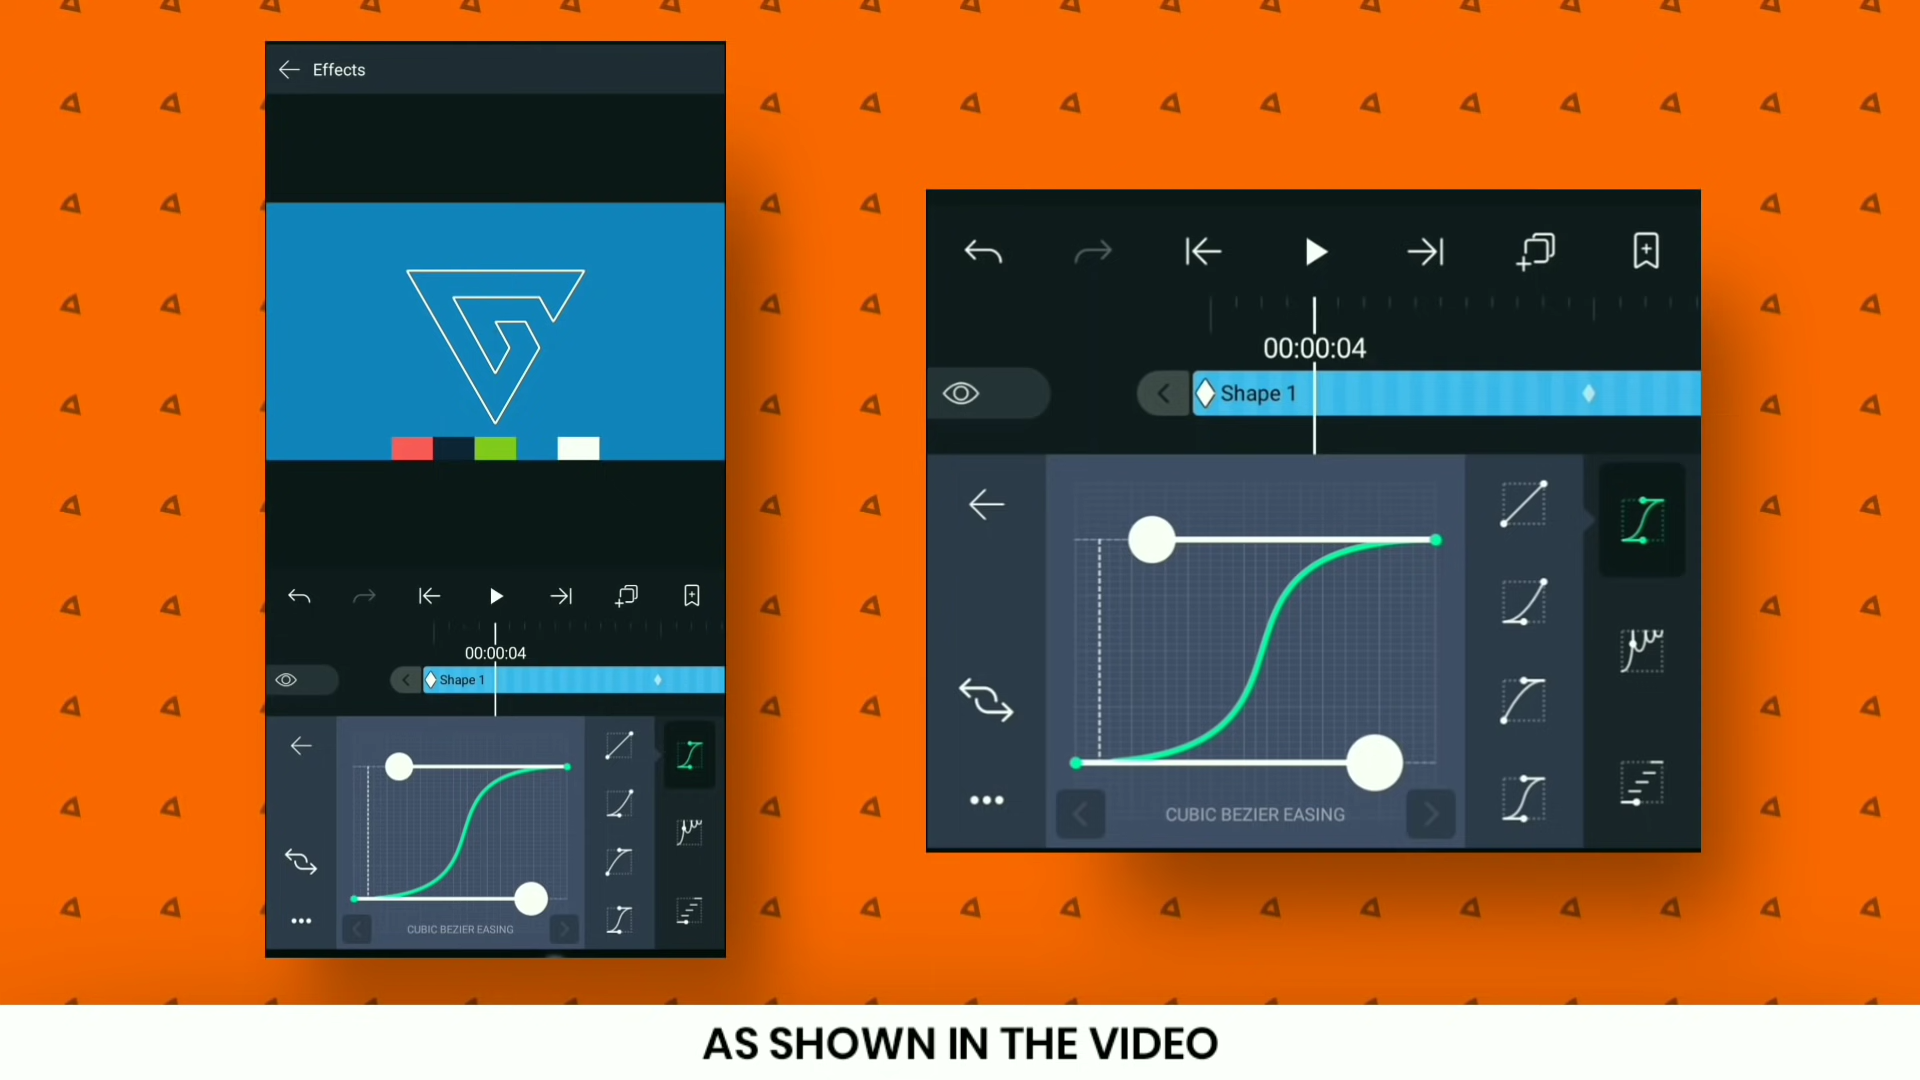 Effects
00:00:04
Shape 1
CUBIC BEZIER EASING
00:00:04
Shape 1
CUBIC BEZIER EASING
AS SHOWN IN THE VIDEO